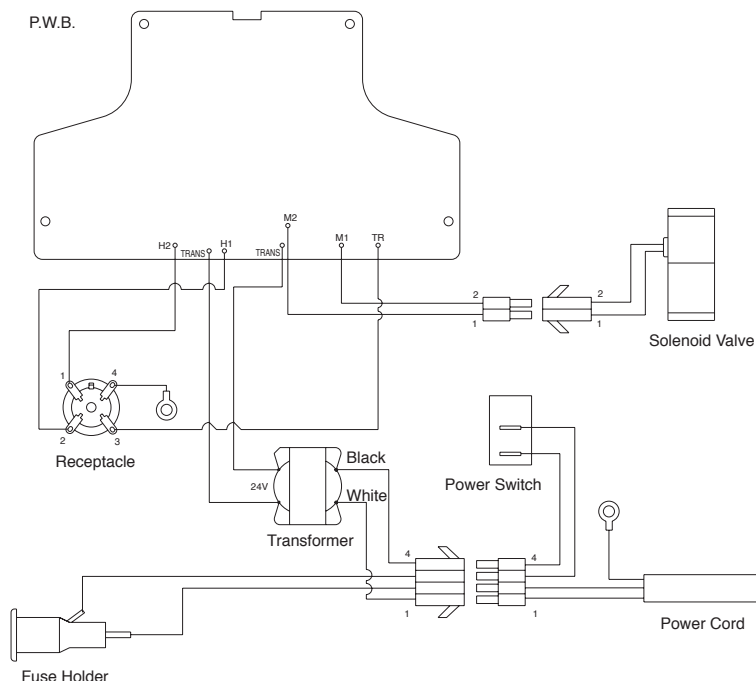 P.W.B.
M2
H2
TRANS
H1
TRANS
M1
TR
2
1
2
1
Solenoid Valve
1
4
2
3
Receptacle
Power Switch
Black
24V
White
Transformer
4
1
4
1
Power Cord
Fuse Holder